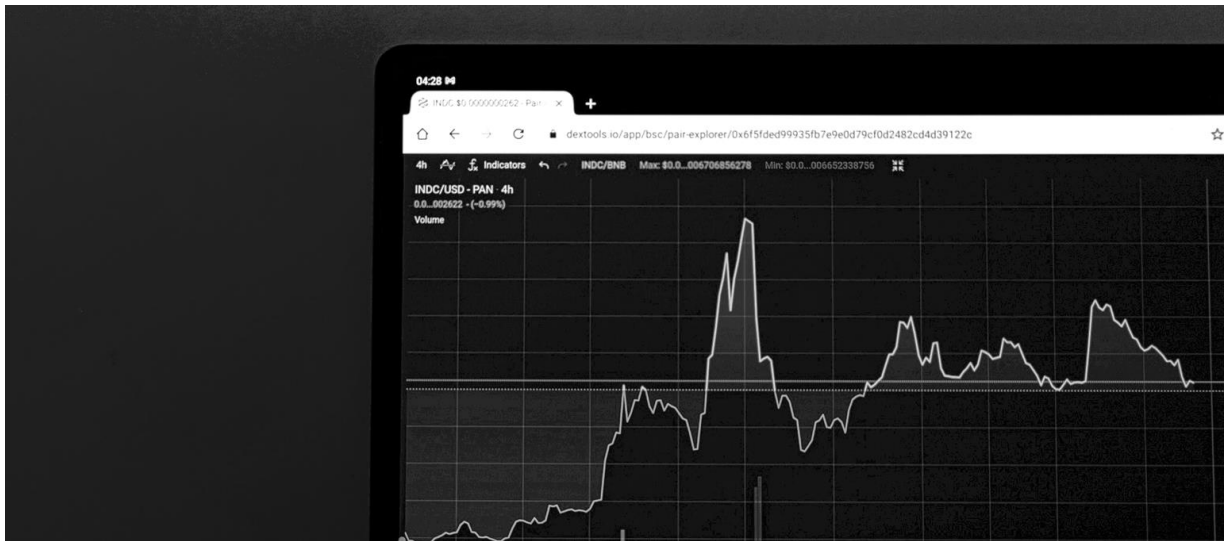 04:28
INDC $0.0000000262 - Pair
dextools.io/app/bsc/pair-explorer/0x6f5fded99935fb7e9e0d79cf0d2482cd4d39122c
4h Indicators INDC/BNB Max: $0.0...006706856278 Min: $0.0...006652338756
INDC/USD - PAN · 4h
0.0...002622 - (−0.99%)
Volume